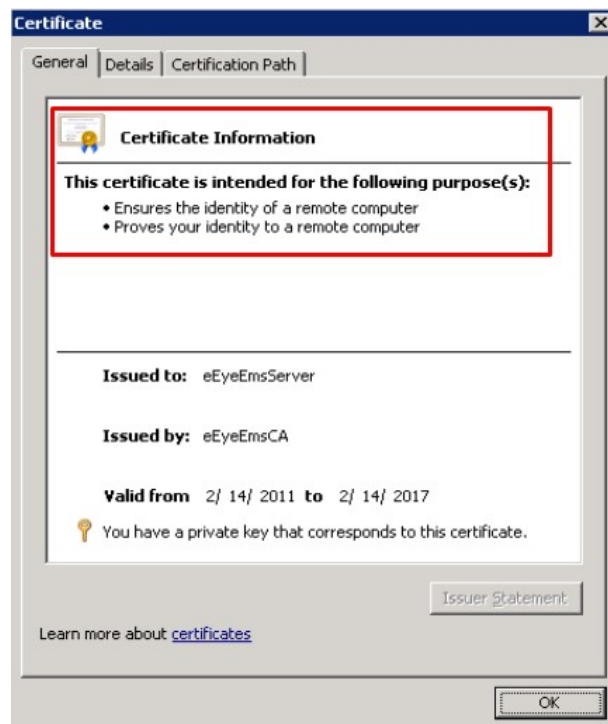 Certificate
General
Details
Certification Path
Certificate Information
This certificate is intended for the following purpose(s):
• Ensures the identity of a remote computer
• Proves your identity to a remote computer
Issued to: eEyeEmsServer
Issued by: eEyeEmsCA
Valid from 2/ 14/ 2011 to 2/ 14/ 2017
You have a private key that corresponds to this certificate.
Issuer Statement
Learn more about certificates
OK